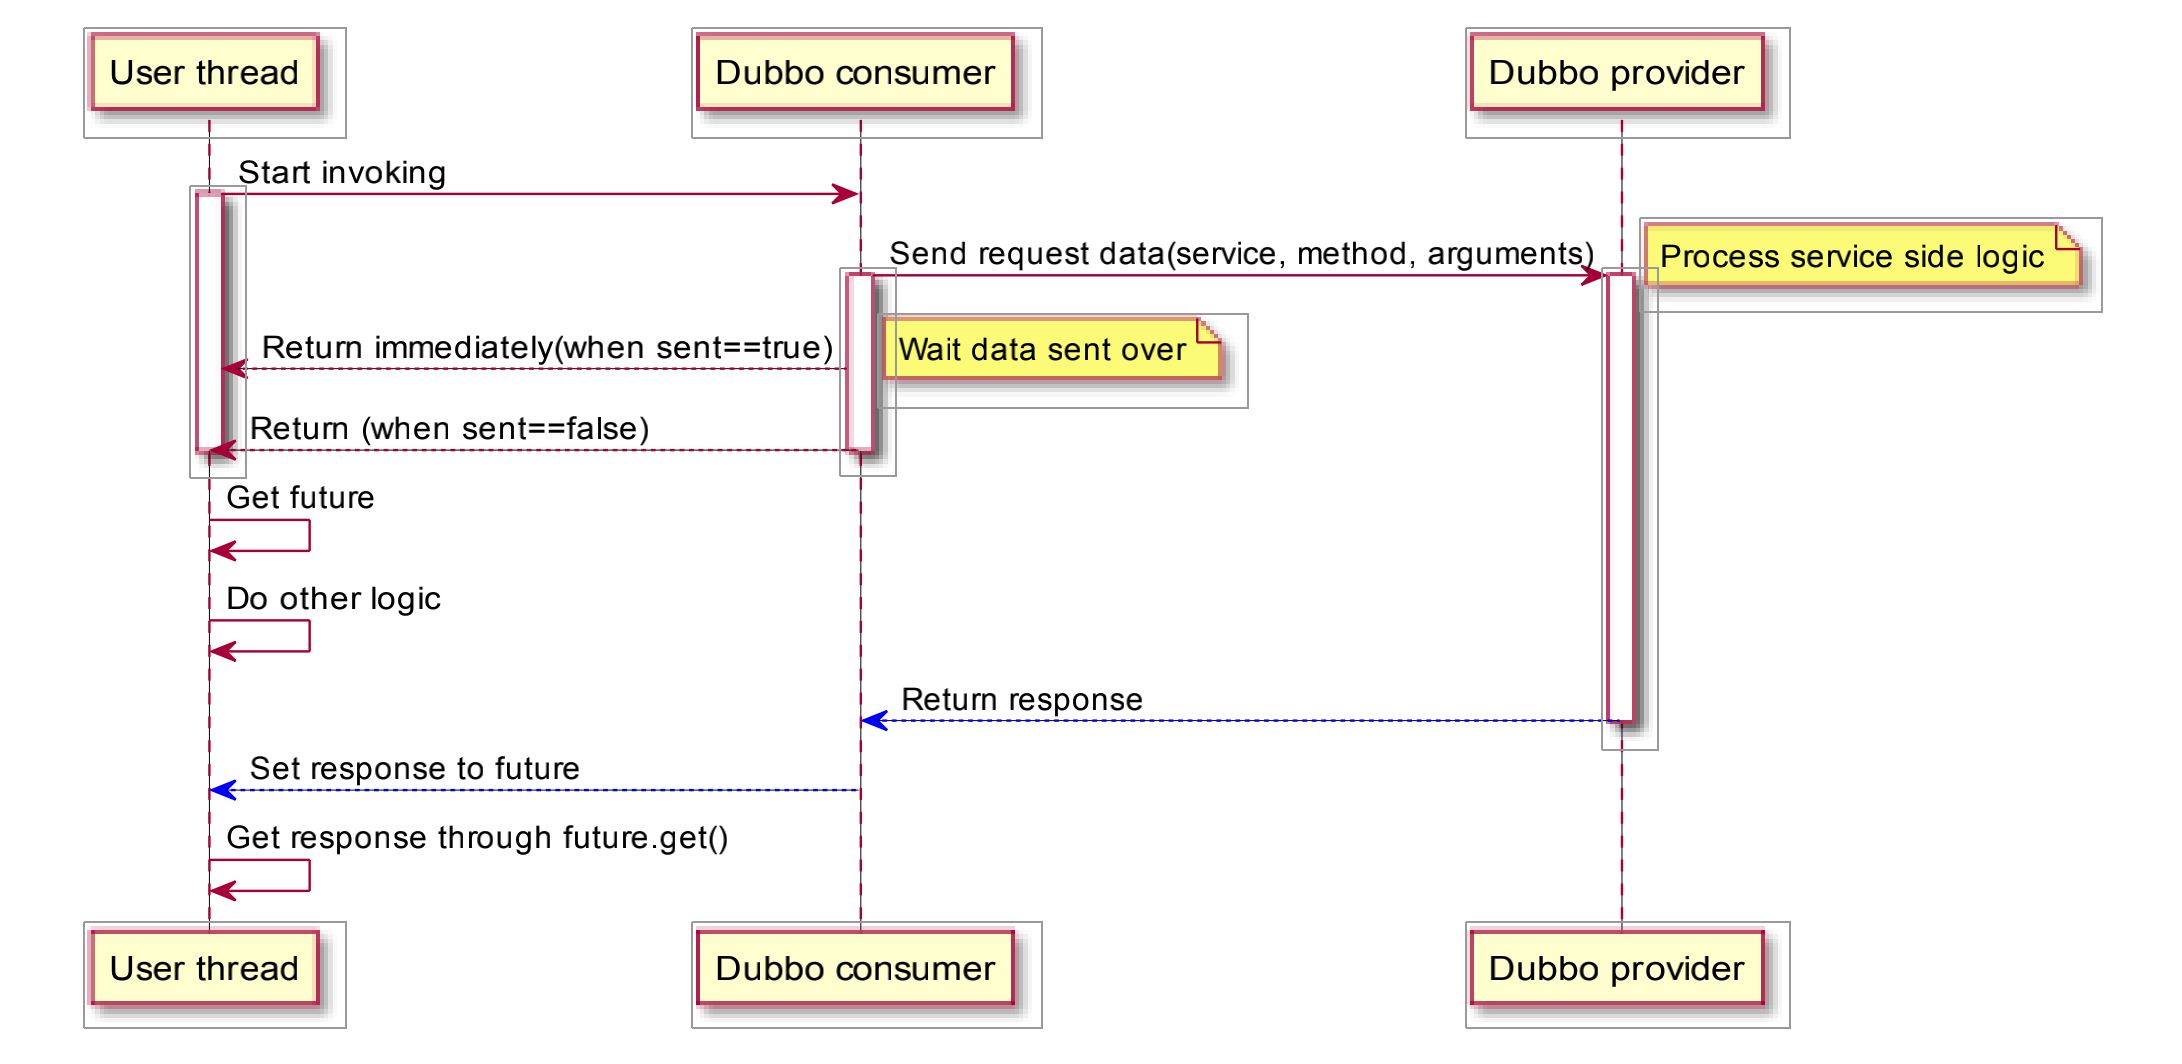 User thread
Dubbo consumer
Dubbo provider
Start invoking
Send request data(service, method, arguments)
Process service side logic
Return immediately(when sent==true)
Wait data sent over
Return (when sent==false)
Get future
Do other logic
Return response
Set response to future
Get response through future.get()
User thread
Dubbo consumer
Dubbo provider